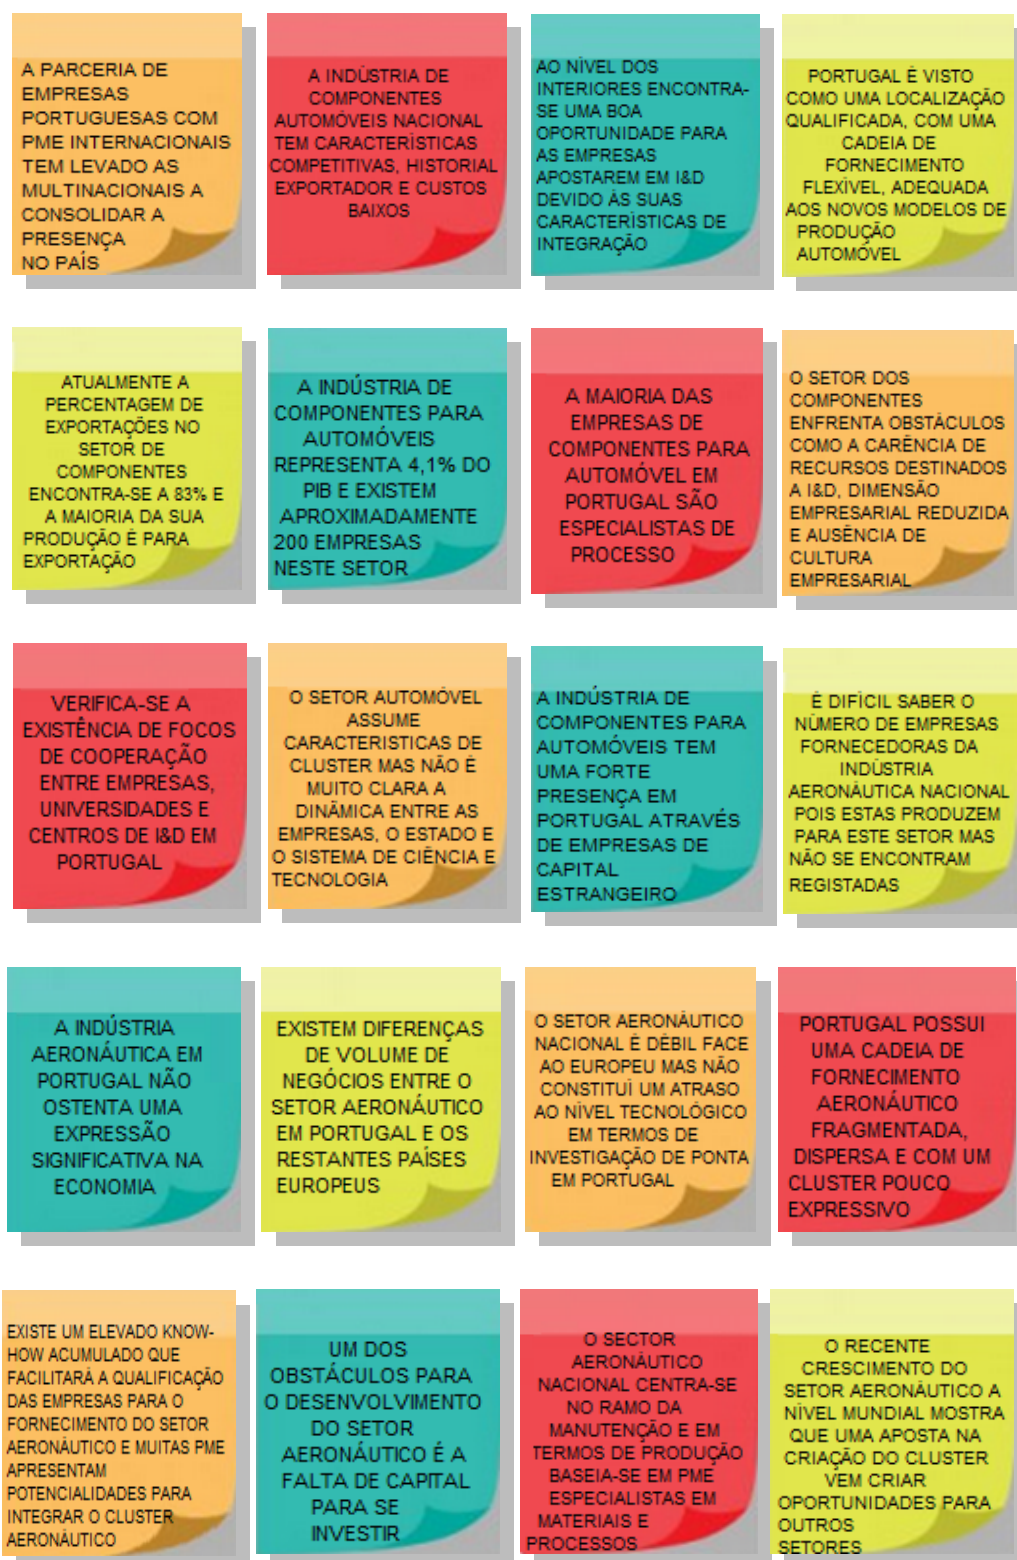 A PARCERIA DE
EMPRESAS
PORTUGUESAS COM
PME INTERNACIONAIS
TEM LEVADO AS
MULTINACIONAIS A
CONSOLIDAR A
PRESENÇA
NO PAÍS
A INDÚSTRIA DE
COMPONENTES
AUTOMÓVEIS NACIONAL
TEM CARACTERÍSTICAS
COMPETITIVAS, HISTORIAL
EXPORTADOR E CUSTOS
BAIXOS
AO NÍVEL DOS
INTERIORES ENCONTRA-
SE UMA BOA
OPORTUNIDADE PARA
AS EMPRESAS
APOSTAREM EM I&D
DEVIDO ÀS SUAS
CARACTERÍSTICAS DE
INTEGRAÇÃO
PORTUGAL É VISTO
COMO UMA LOCALIZAÇÃO
QUALIFICADA, COM UMA
CADEIA DE
FORNECIMENTO
FLEXÍVEL, ADEQUADA
AOS NOVOS MODELOS DE
PRODUÇÃO
AUTOMÓVEL
ATUALMENTE A
PERCENTAGEM DE
EXPORTAÇÕES NO
SETOR DE
COMPONENTES
ENCONTRA-SE A 83% E
A MAIORIA DA SUA
PRODUÇÃO É PARA
EXPORTAÇÃO
A INDÚSTRIA DE
COMPONENTES PARA
AUTOMÓVEIS
REPRESENTA 4,1% DO
PIB E EXISTEM
APROXIMADAMENTE
200 EMPRESAS
NESTE SETOR
A MAIORIA DAS
EMPRESAS DE
COMPONENTES PARA
AUTOMÓVEL EM
PORTUGAL SÃO
ESPECIALISTAS DE
PROCESSO
O SETOR DOS
COMPONENTES
ENFRENTA OBSTÁCULOS
COMO A CARÊNCIA DE
RECURSOS DESTINADOS
A I&D, DIMENSÃO
EMPRESARIAL REDUZIDA
E AUSÊNCIA DE
CULTURA
EMPRESARIAL
VERIFICA-SE A
EXISTÊNCIA DE FOCOS
DE COOPERAÇÃO
ENTRE EMPRESAS,
UNIVERSIDADES E
CENTROS DE I&D EM
PORTUGAL
O SETOR AUTOMÓVEL
ASSUME
CARACTERISTICAS DE
CLUSTER MAS NÃO É
MUITO CLARA A
DINÂMICA ENTRE AS
EMPRESAS, O ESTADO E
O SISTEMA DE CIÊNCIA E
TECNOLOGIA
A INDÚSTRIA DE
COMPONENTES PARA
AUTOMÓVEIS TEM
UMA FORTE
PRESENÇA EM
PORTUGAL ATRAVÉS
DE EMPRESAS DE
CAPITAL
ESTRANGEIRO
É DIFÍCIL SABER O
NÚMERO DE EMPRESAS
FORNECEDORAS DA
INDÚSTRIA
AERONÁUTICA NACIONAL
POIS ESTAS PRODUZEM
PARA ESTE SETOR MAS
NÃO SE ENCONTRAM
REGISTADAS
A INDÚSTRIA
AERONÁUTICA EM
PORTUGAL NÃO
OSTENTA UMA
EXPRESSÃO
SIGNIFICATIVA NA
ECONOMIA
EXISTEM DIFERENÇAS
DE VOLUME DE
NEGÓCIOS ENTRE O
SETOR AERONÁUTICO
EM PORTUGAL E OS
RESTANTES PAÍSES
EUROPEUS
O SETOR AERONÁUTICO
NACIONAL É DÉBIL FACE
AO EUROPEU MAS NÃO
CONSTITUÍ UM ATRASO
AO NÍVEL TECNOLÓGICO
EM TERMOS DE
INVESTIGAÇÃO DE PONTA
EM PORTUGAL
PORTUGAL POSSUI
UMA CADEIA DE
FORNECIMENTO
AERONÁUTICO
FRAGMENTADA,
DISPERSA E COM UM
CLUSTER POUCO
EXPRESSIVO
EXISTE UM ELEVADO KNOW-
HOW ACUMULADO QUE
FACILITARÁ A QUALIFICAÇÃO
DAS EMPRESAS PARA O
FORNECIMENTO DO SETOR
AERONÁUTICO E MUITAS PME
APRESENTAM
POTENCIALIDADES PARA
INTEGRAR O CLUSTER
AERONÁUTICO
UM DOS
OBSTÁCULOS PARA
O DESENVOLVIMENTO
DO SETOR
AERONÁUTICO É A
FALTA DE CAPITAL
PARA SE
INVESTIR
O SECTOR
AERONÁUTICO
NACIONAL CENTRA-SE
NO RAMO DA
MANUTENÇÃO E EM
TERMOS DE PRODUÇÃO
BASEIA-SE EM PME
ESPECIALISTAS EM
MATERIAIS E
PROCESSOS
O RECENTE
CRESCIMENTO DO
SETOR AERONÁUTICO A
NÍVEL MUNDIAL MOSTRA
QUE UMA APOSTA NA
CRIAÇÃO DO CLUSTER
VEM CRIAR
OPORTUNIDADES PARA
OUTROS
SETORES